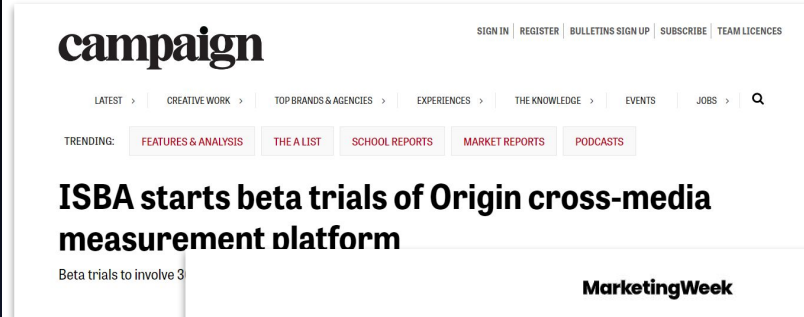 campaign
SIGN IN REGISTER BULLETINS SIGN UP SUBSCRIBE TEAM LICENCES
LATEST > CREATIVE WORK > TOP BRANDS & AGENCIES > EXPERIENCES > THE KNOWLEDGE > EVENTS JOBS >
TRENDING: FEATURES & ANALYSIS THE A LIST SCHOOL REPORTS MARKET REPORTS PODCASTS
ISBA starts beta trials of Origin cross-media
measurement platform
Beta trials to involve
MarketingWeek